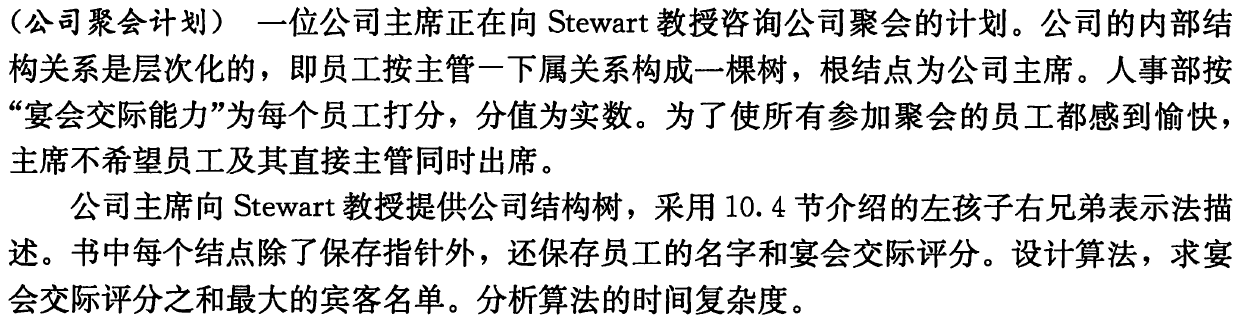 (公司聚会计划) 一位公司主席正在向 Stewart 教授咨询公司聚会的计划。公司的内部结
构关系是层次化的，即员工按主管一下属关系构成一棵树，根结点为公司主席。人事部按
“宴会交际能力”为每个员工打分，分值为实数。为了使所有参加聚会的员工都感到愉快，
主席不希望员工及其直接主管同时出席。
公司主席向 Stewart 教授提供公司结构树，采用 10.4 节介绍的左孩子右兄弟表示法描
述。书中每个结点除了保存指针外，还保存员工的名字和宴会交际评分。设计算法，求宴
会交际评分之和最大的宾客名单。分析算法的时间复杂度。